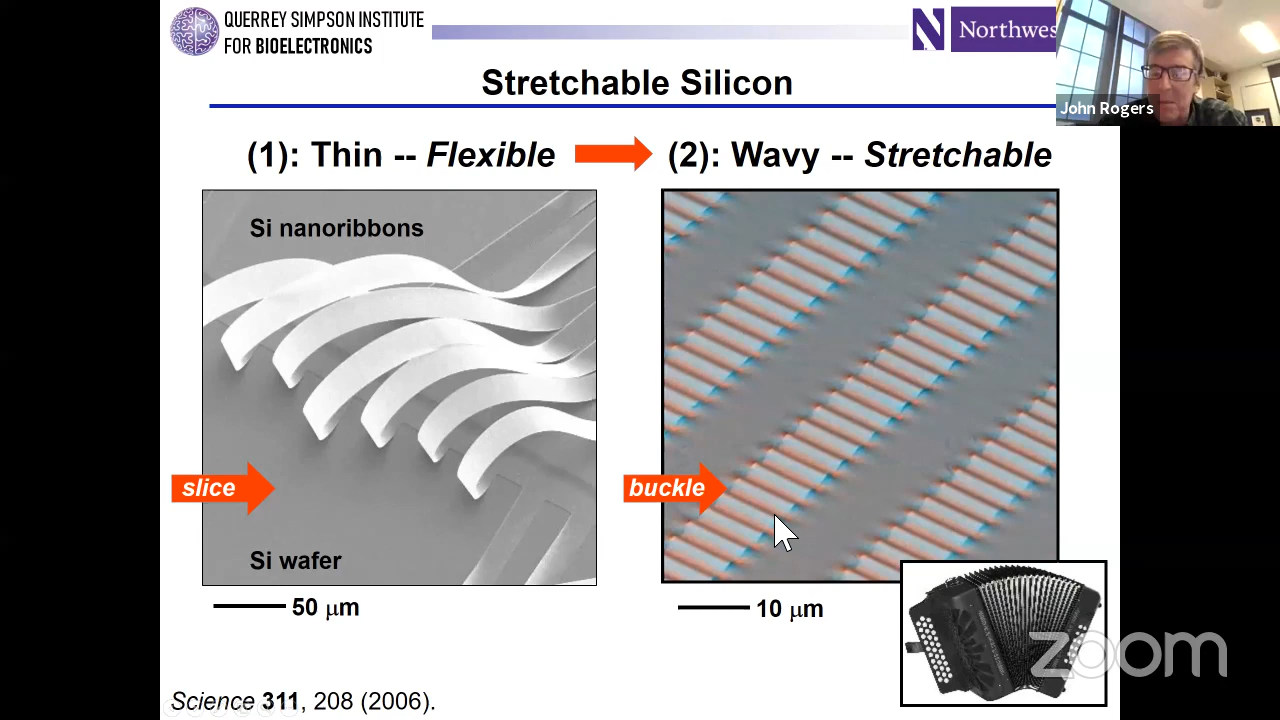 QUERREY SIMPSON INSTITUTE
FOR BIOELECTRONICS
N Northwes
John Rogers
Stretchable Silicon
(1): Thin -- Flexible
(2): Wavy -- Stretchable
Si nanoribbons
slice
Si wafer
50 μm
buckle
10 μm
zoom
Science 311, 208 (2006).